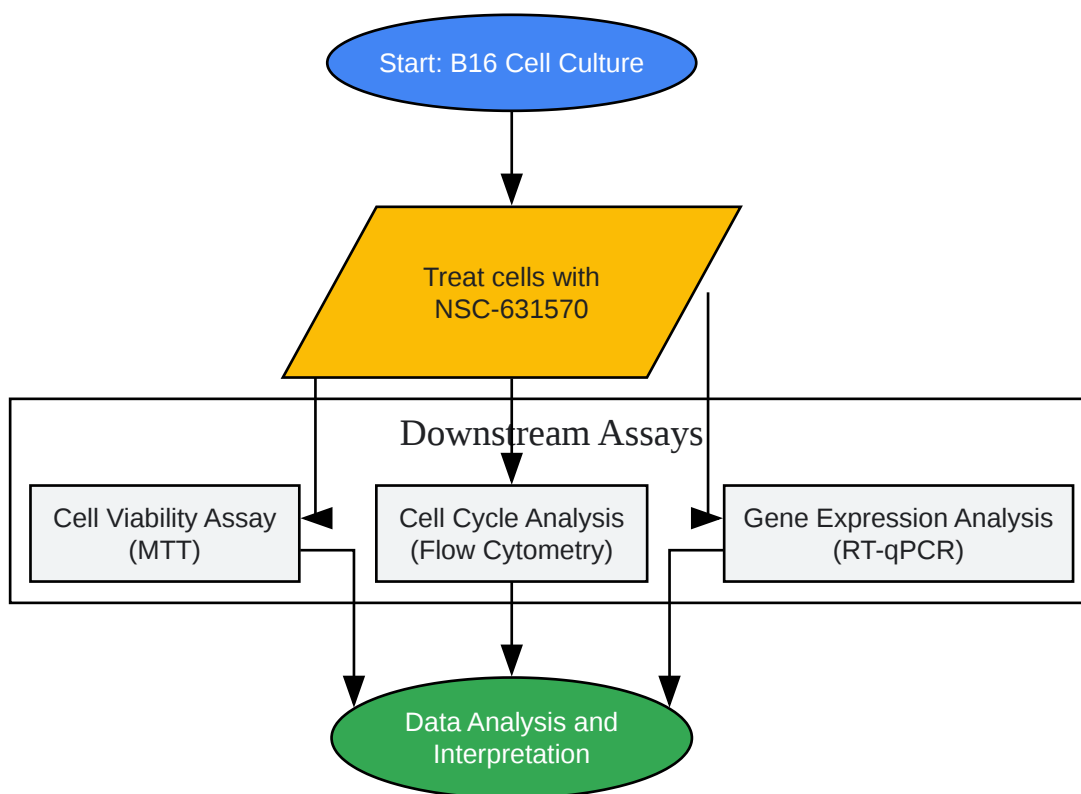 Start: B16 Cell Culture
Treat cells with
NSC-631570
Downstream Assays
Cell Viability Assay
(MTT)
Cell Cycle Analysis
(Flow Cytometry)
Gene Expression Analysis
(RT-qPCR)
Data Analysis and
Interpretation